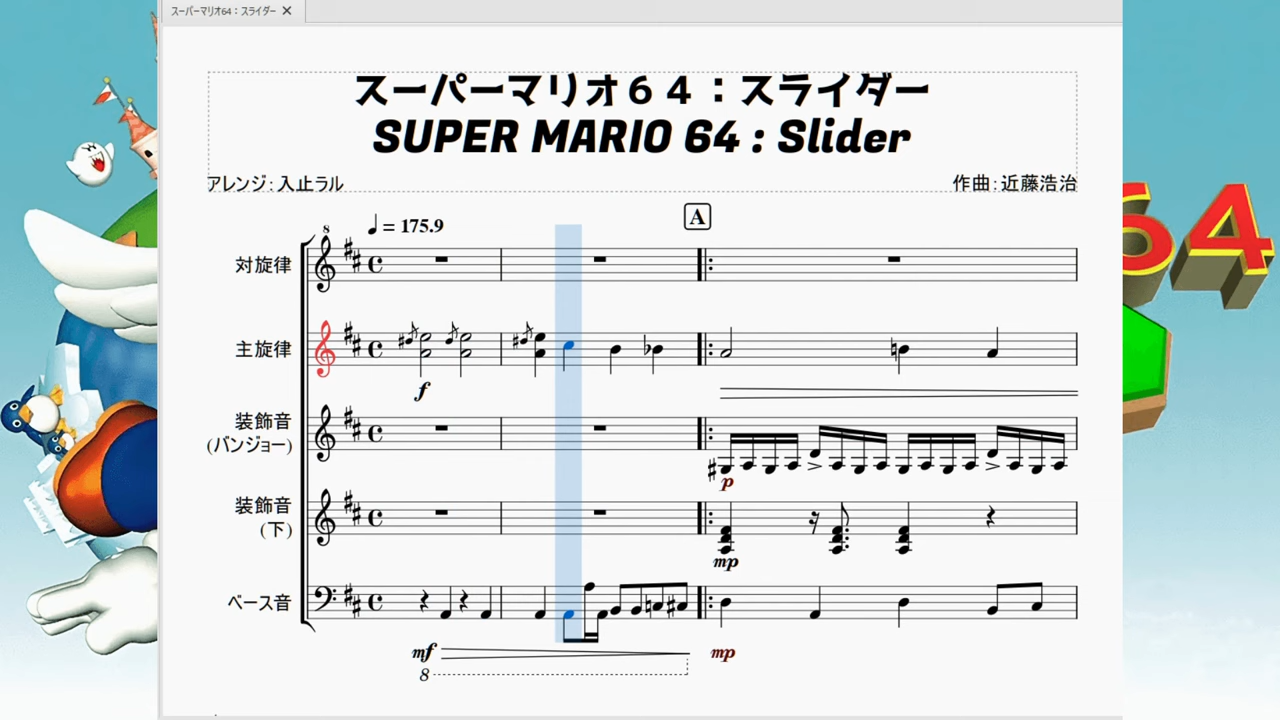 スーパーマリオ64：スライダー ✕
スーパーマリオ６４：スライダー
SUPER MARIO 64 : Slider
アレンジ：入止ラル
作曲：近藤浩治
♩ = 175.9
A
8
対旋律
主旋律
f
装飾音
(バンジョー)
p
装飾音
(下)
mp
ベース音
mf
mp
8
64